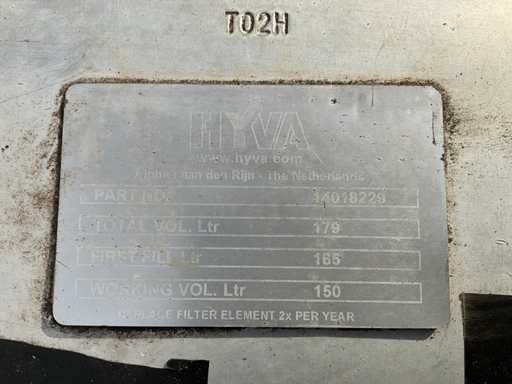 T02H
HYVA
www.hyva.com
Alphen aan den Rijn - The Netherlands
PART NO. 14018229
TOTAL VOL. Ltr 179
FIRST FILL Ltr 165
WORKING VOL. Ltr 150
REPLACE FILTER ELEMENT 2x PER YEAR